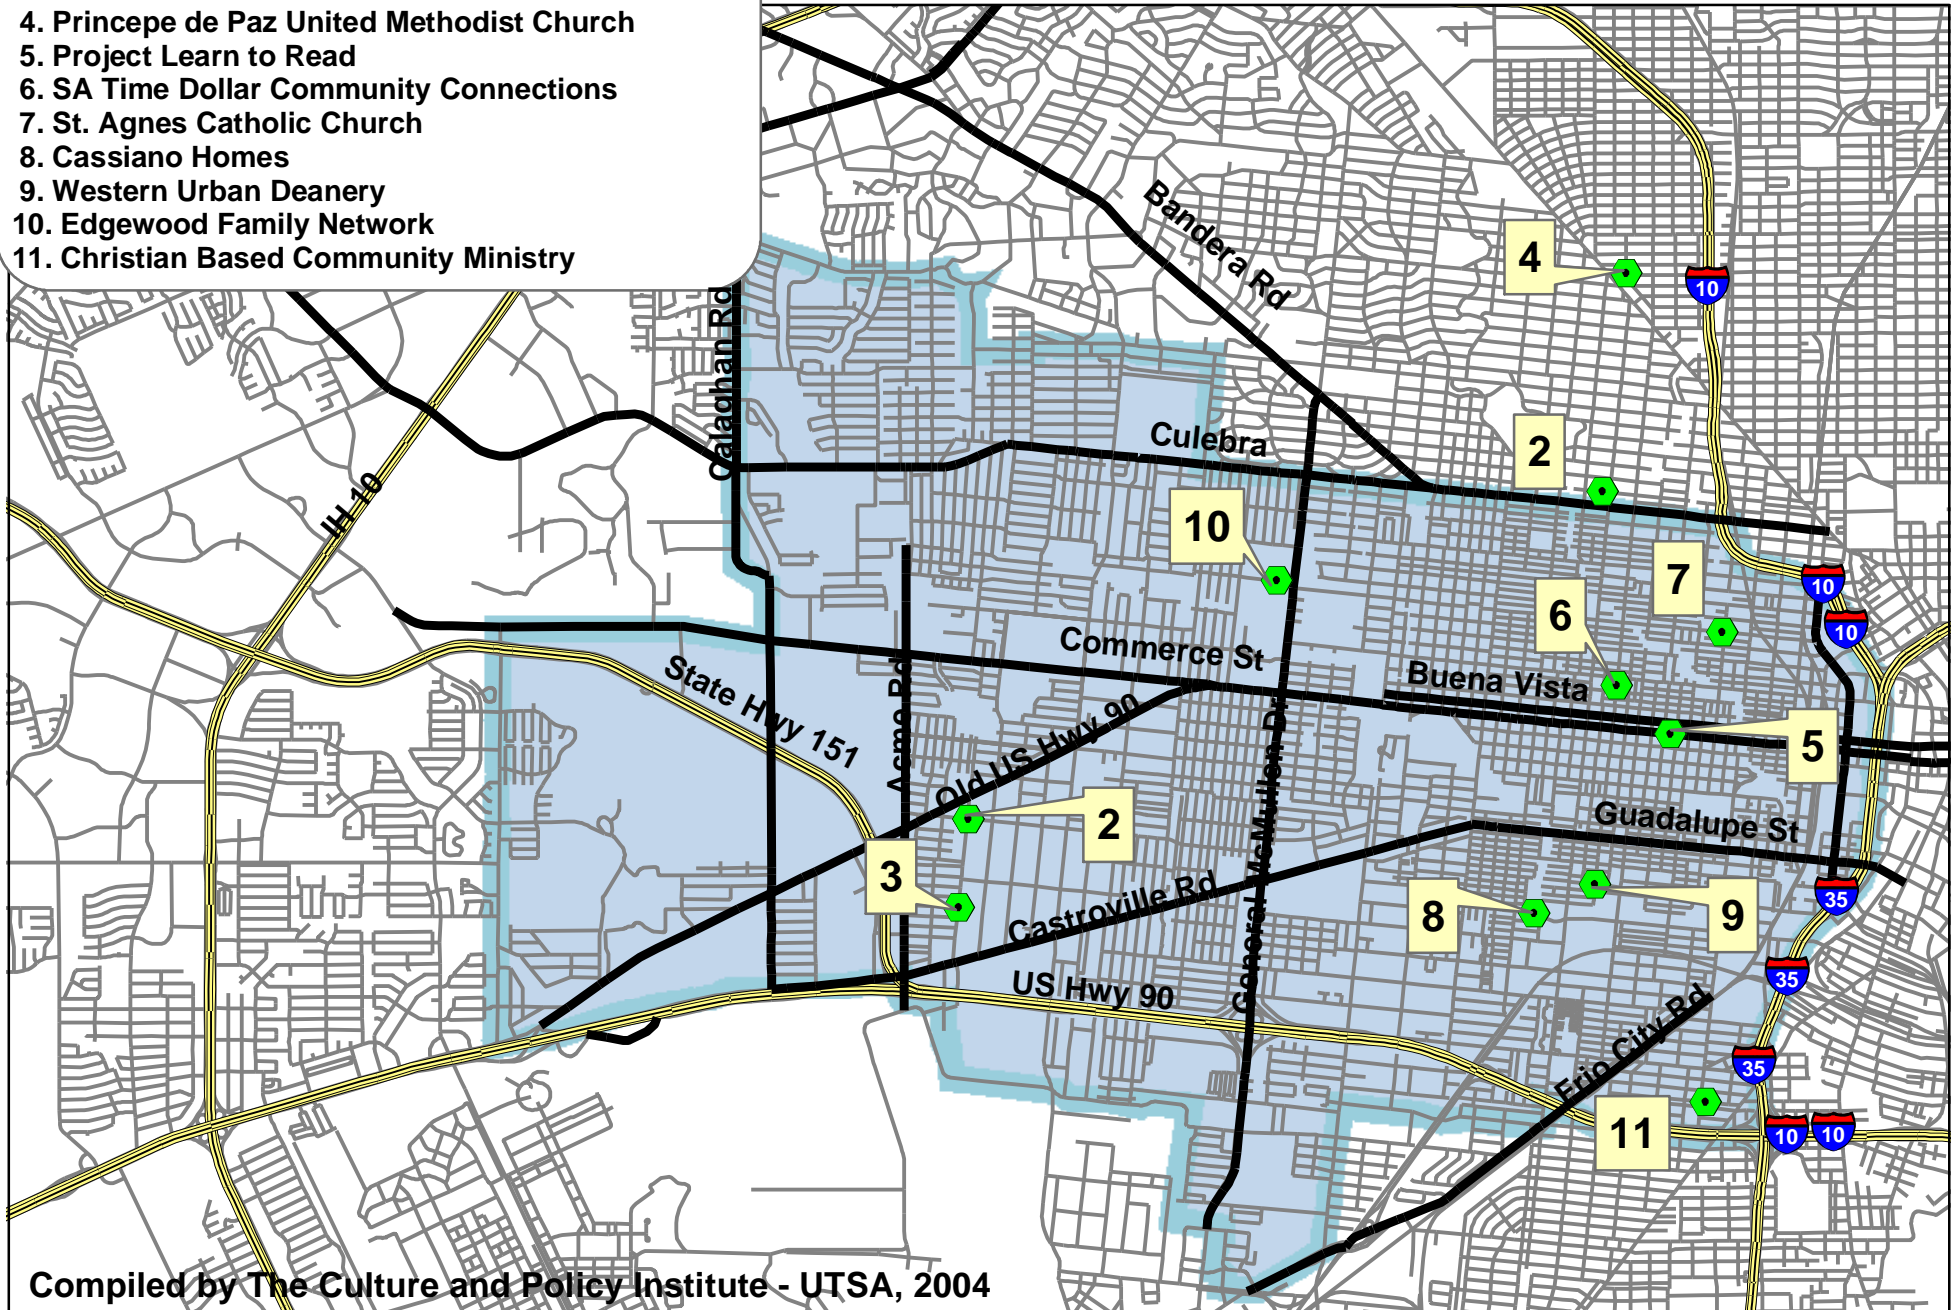 4. Princepe de Paz United Methodist Church
5. Project Learn to Read
6. SA Time Dollar Community Connections
7. St. Agnes Catholic Church
8. Cassiano Homes
9. Western Urban Deanery
10. Edgewood Family Network
11. Christian Based Community Ministry
Bandera Rd
4
10
Calaghan Rd
Culebra
2
IH 10
10
7
10
6
10
Commerce St
Buena Vista
State Hwy 151
Acme Rd
Old US Hwy 90
General McMullen Dr
5
2
Guadalupe St
3
Castroville Rd
8
9
35
US Hwy 90
35
Frio City Rd
35
11
10
10
Compiled by The Culture and Policy Institute - UTSA, 2004